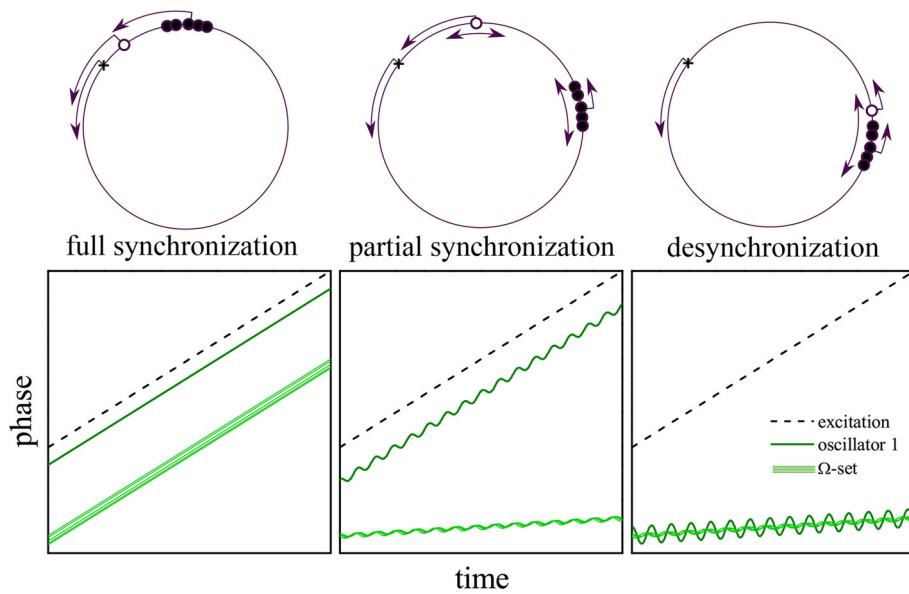 full synchronization
partial synchronization
desynchronization
phase
excitation
oscillator 1
Ω-set
time